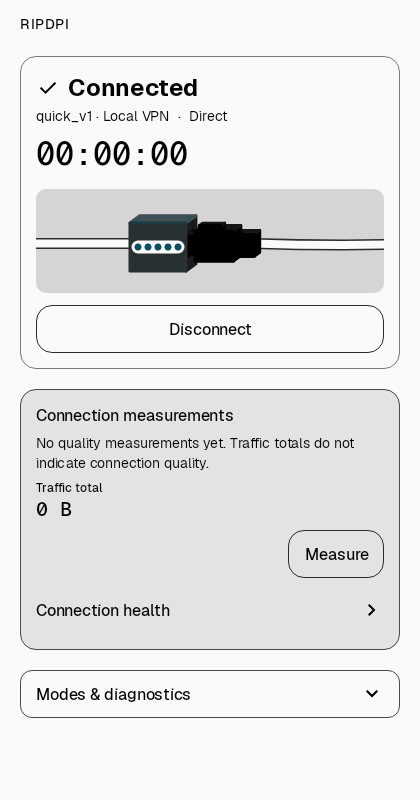 RIPDPI
Connected
quick_v1 · Local VPN · Direct
00:00:00
Disconnect
Connection measurements
No quality measurements yet. Traffic totals do not
indicate connection quality.
Traffic total
0 B
Measure
Connection health
Modes & diagnostics